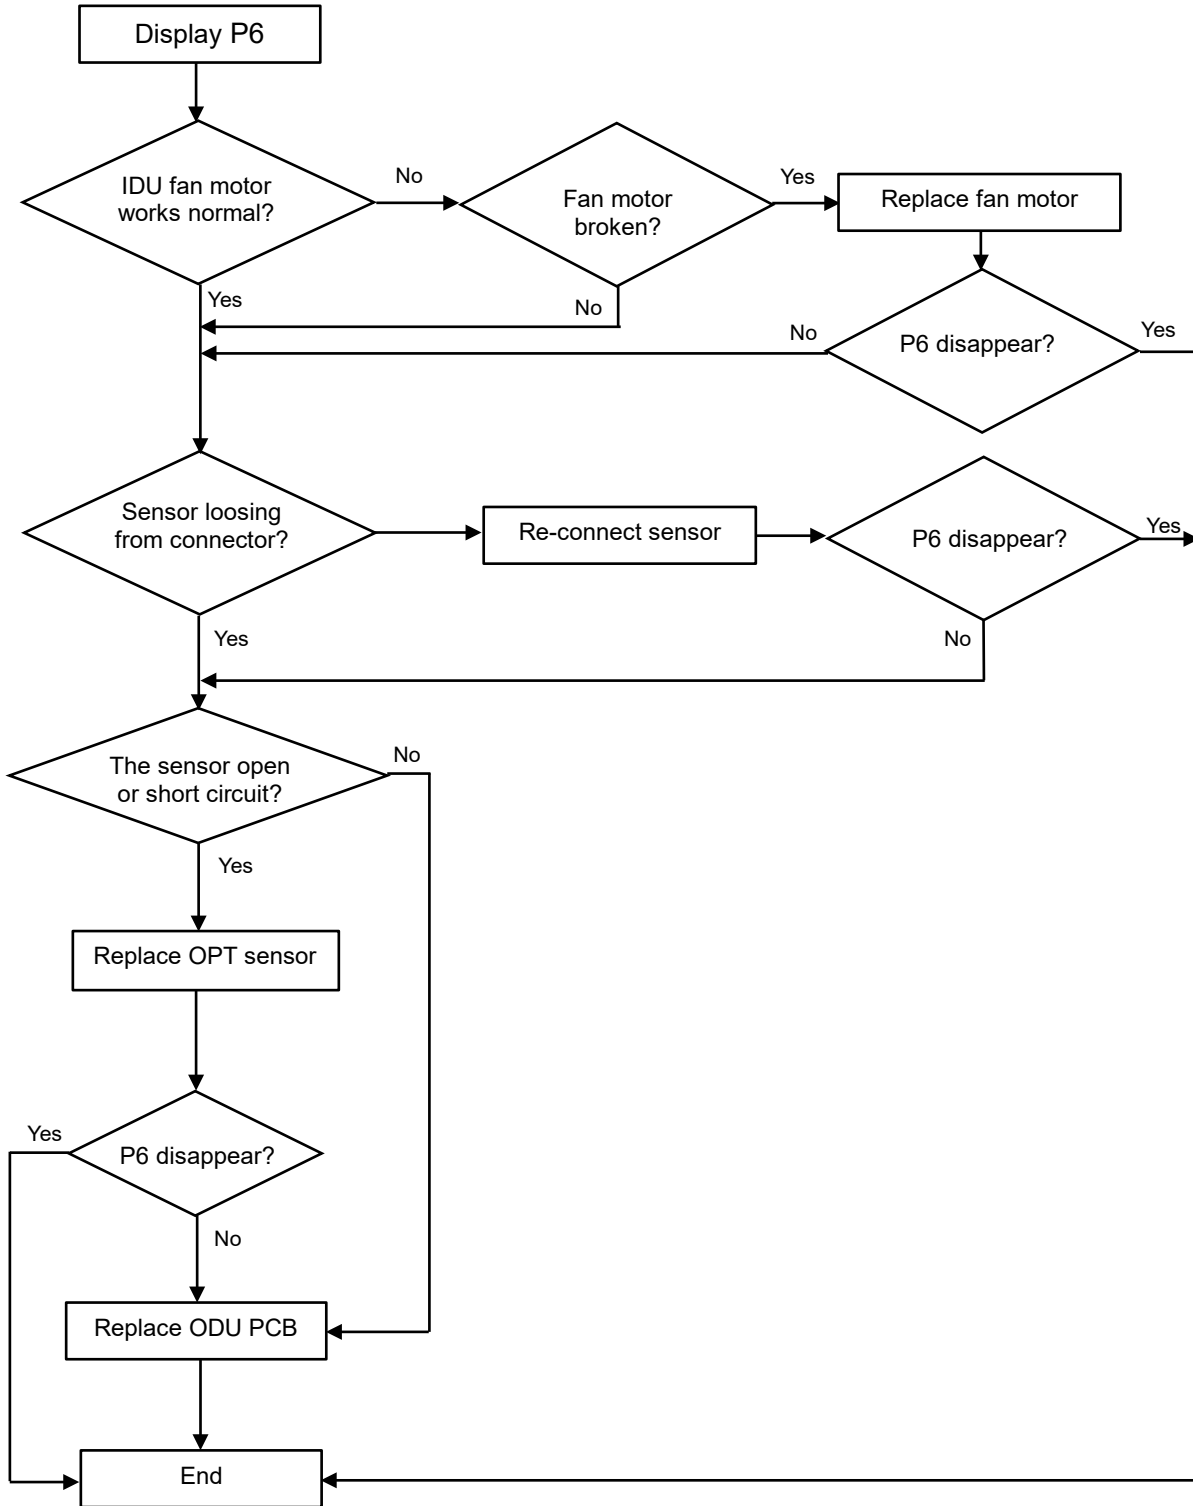 Display P6
IDU fan motor
works normal?
No
Fan motor
broken?
Yes
Replace fan motor
Yes
No
No
P6 disappear?
Yes
Sensor loosing
from connector?
Re-connect sensor
P6 disappear?
Yes
Yes
No
The sensor open
or short circuit?
No
Yes
Replace OPT sensor
Yes
P6 disappear?
No
Replace ODU PCB
End